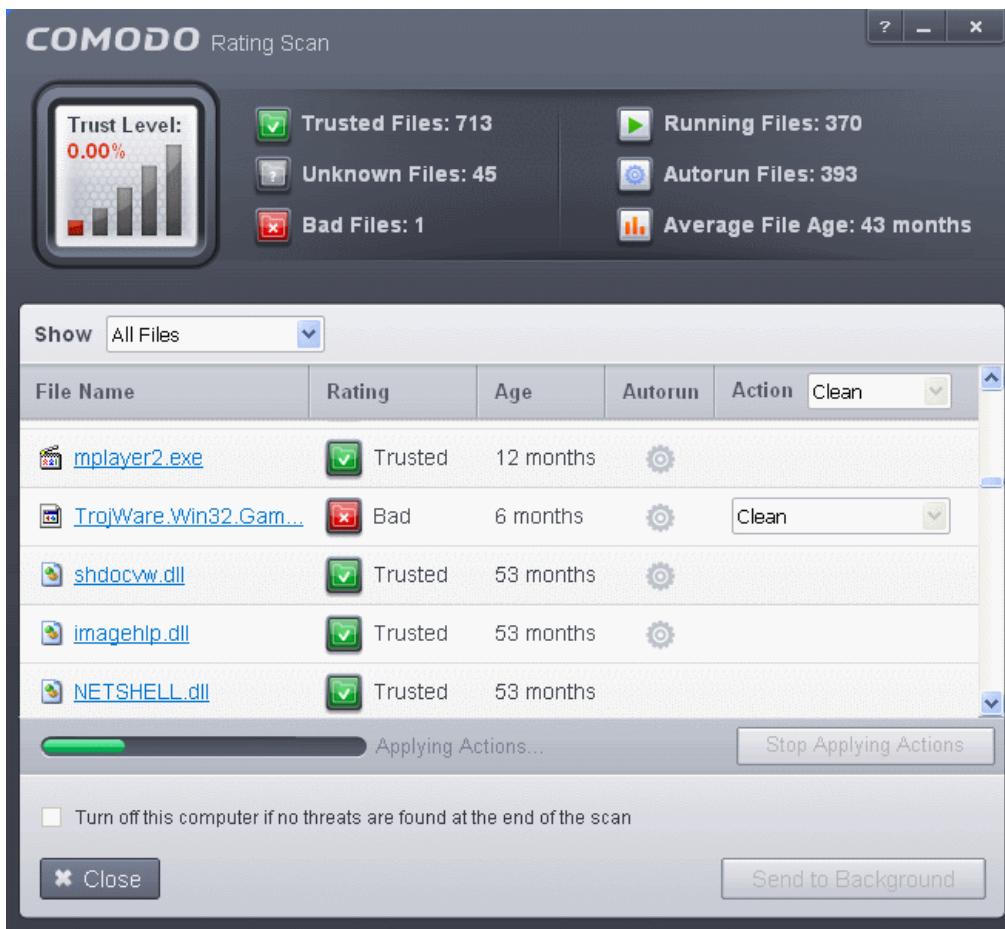 COMODO Rating Scan
Trust Level:
0.00%
Trusted Files: 713
Unknown Files: 45
Bad Files: 1
Running Files: 370
Autorun Files: 393
Average File Age: 43 months
Show All Files
File Name Rating Age Autorun Action Clean
mplayer2.exe Trusted 12 months
TrojWare.Win32.Gam... Bad 6 months Clean
shdocvw.dll Trusted 53 months
imagehlp.dll Trusted 53 months
NETSHELL.dll Trusted 53 months
Applying Actions... Stop Applying Actions
Turn off this computer if no threats are found at the end of the scan
Close Send to Background